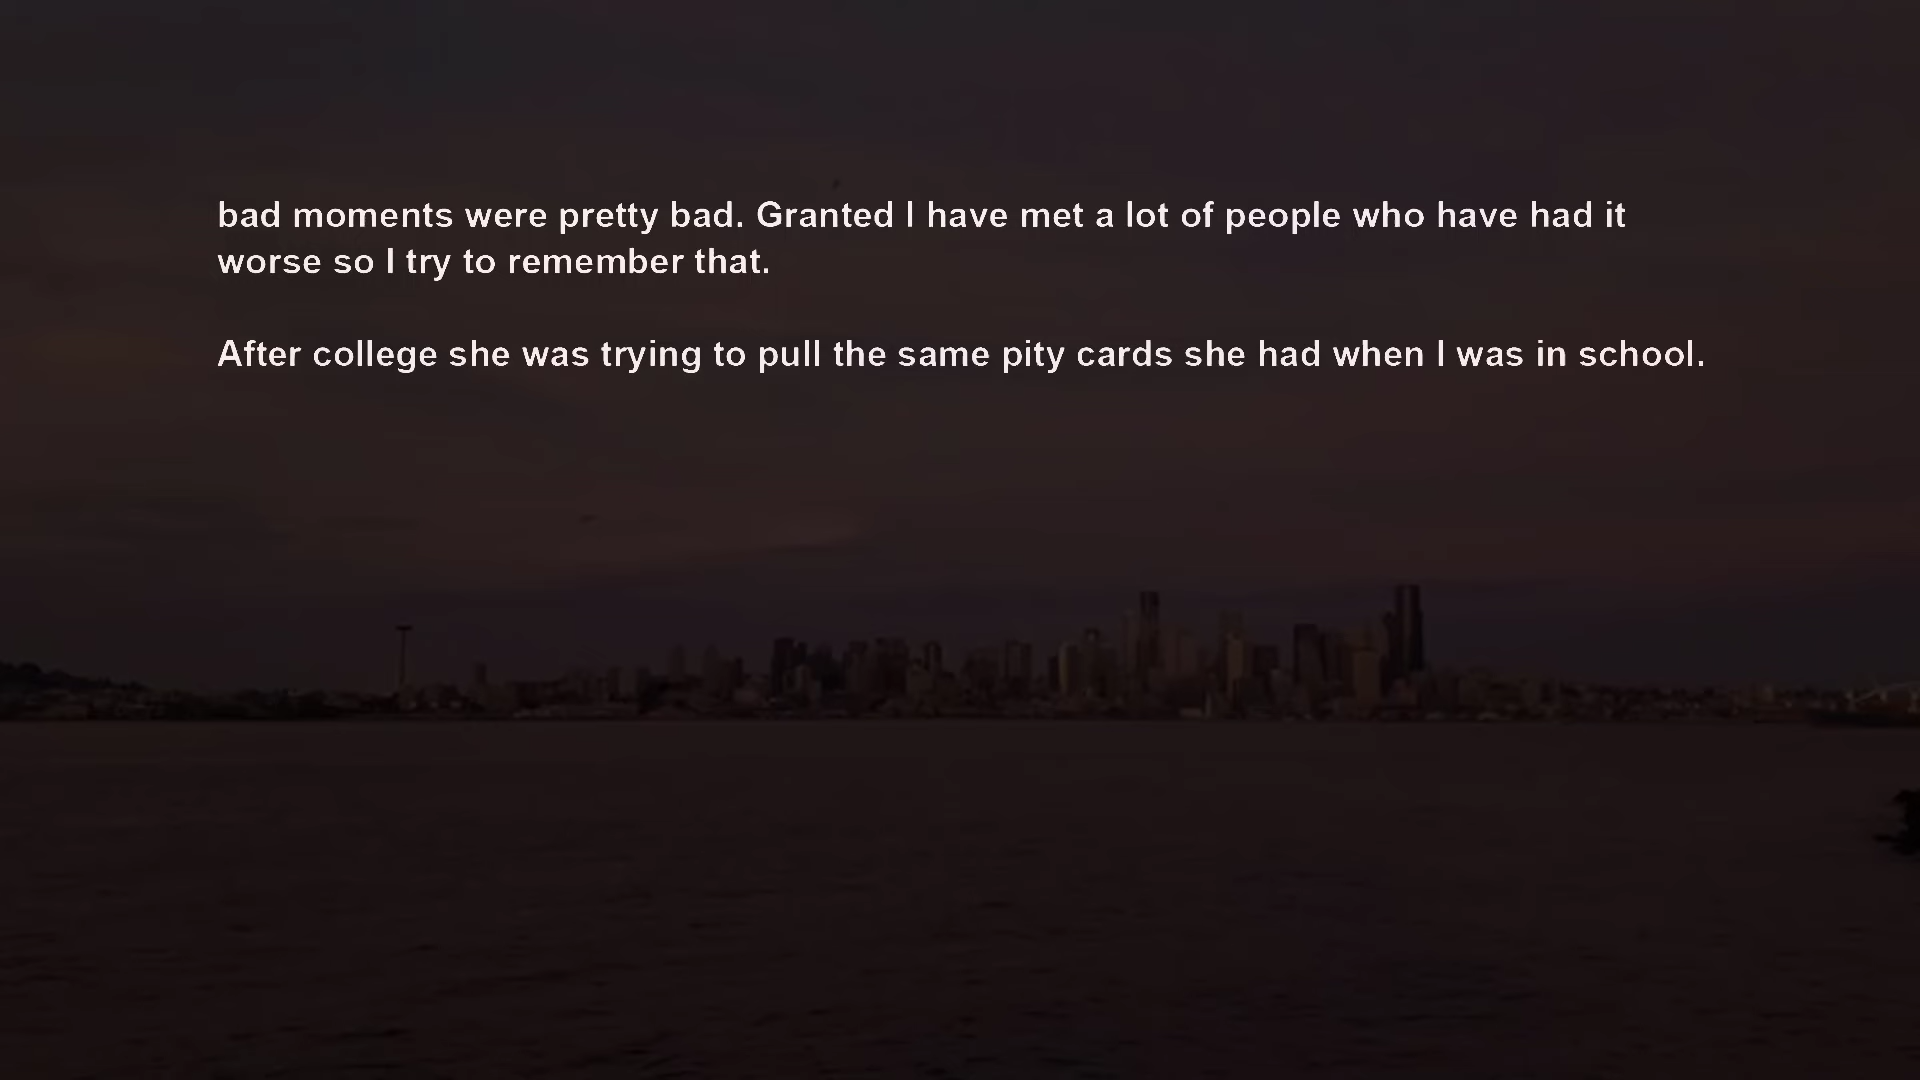 bad moments were pretty bad. Granted I have met a lot of people who have had it
worse so I try to remember that.
After college she was trying to pull the same pity cards she had when I was in school.